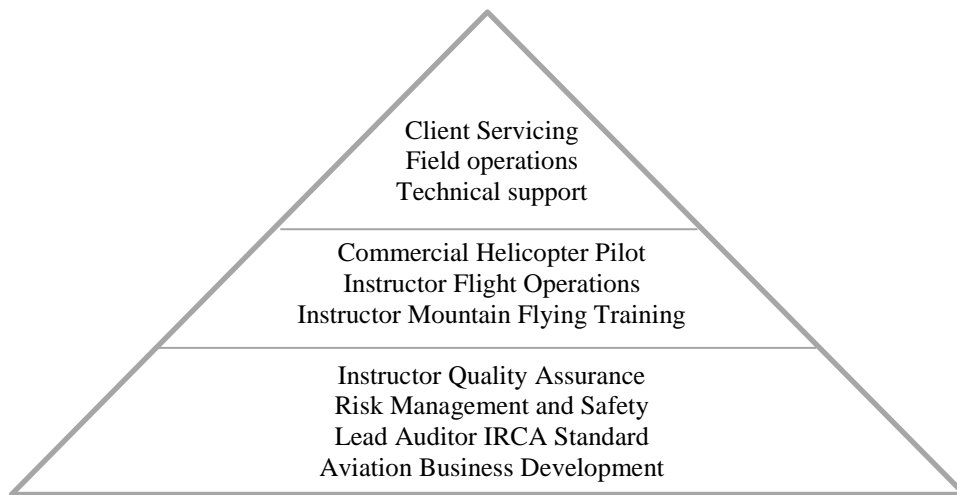 Client Servicing
Field operations
Technical support
Commercial Helicopter Pilot
Instructor Flight Operations
Instructor Mountain Flying Training
Instructor Quality Assurance
Risk Management and Safety
Lead Auditor IRCA Standard
Aviation Business Development